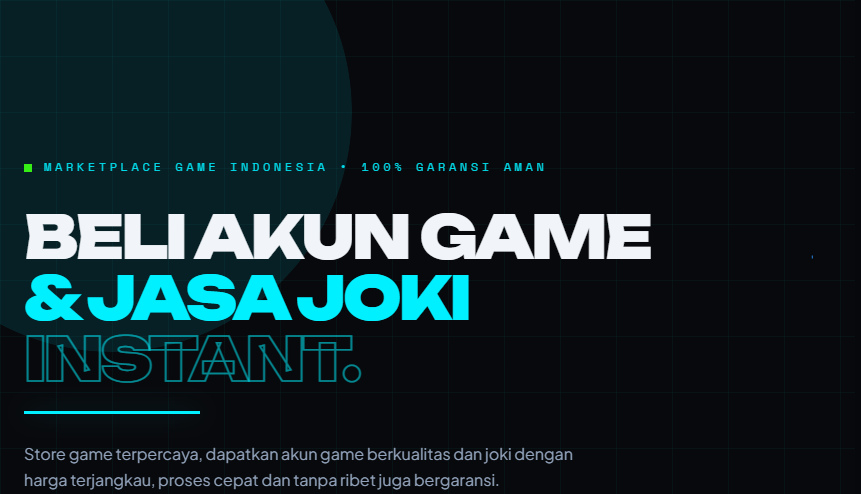 MARKETPLACE GAME INDONESIA • 100% GARANSI AMAN
BELI AKUN GAME
& JASA JOKI
INSTANT.
Store game terpercaya, dapatkan akun game berkualitas dan joki dengan
harga terjangkau, proses cepat dan tanpa ribet juga bergaransi.